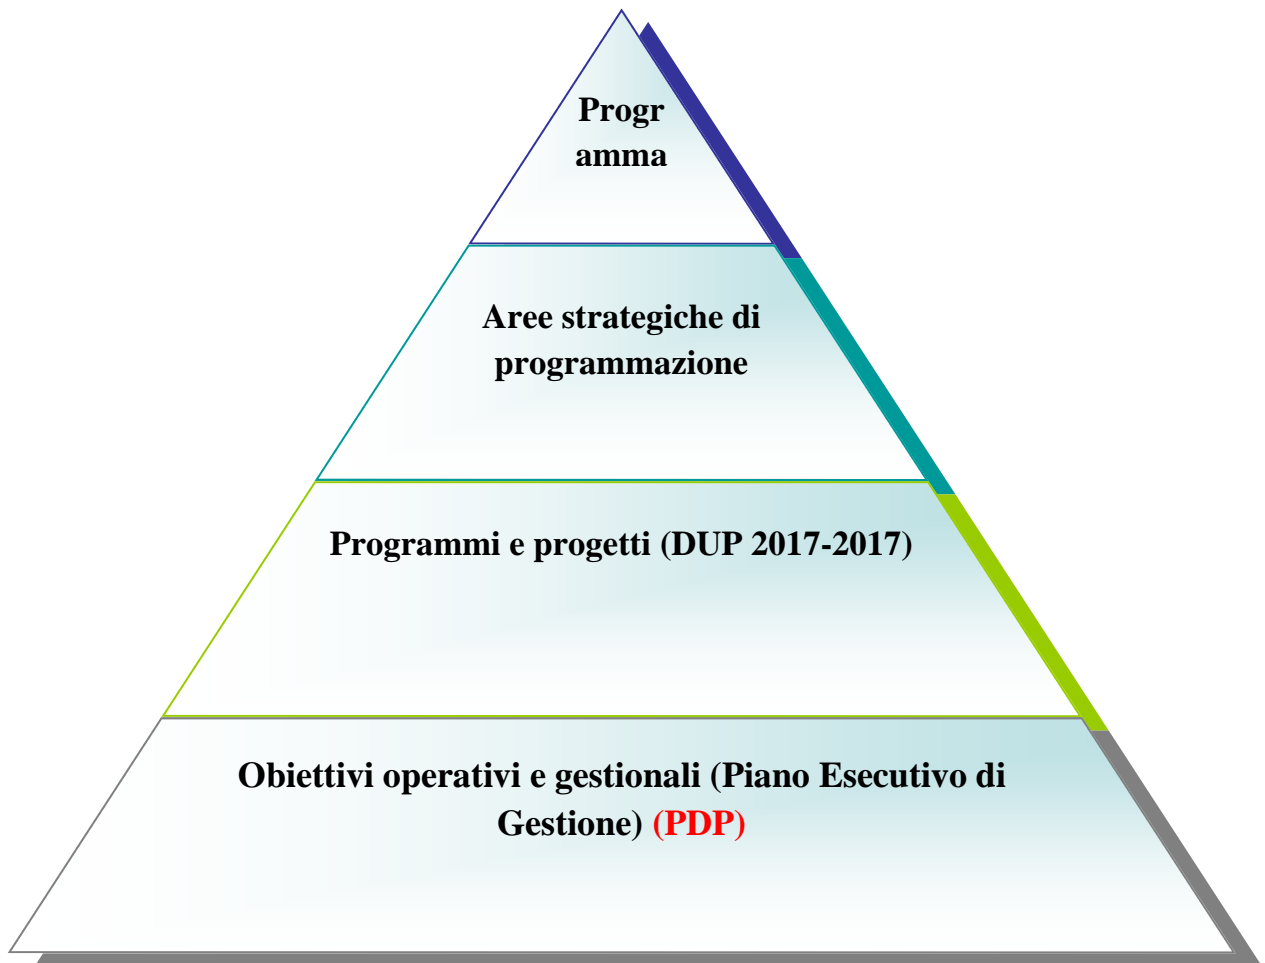 Progr
amma
Aree strategiche di
programmazione
Programmi e progetti (DUP 2017-2017)
Obiettivi operativi e gestionali (Piano Esecutivo di
Gestione) (PDP)